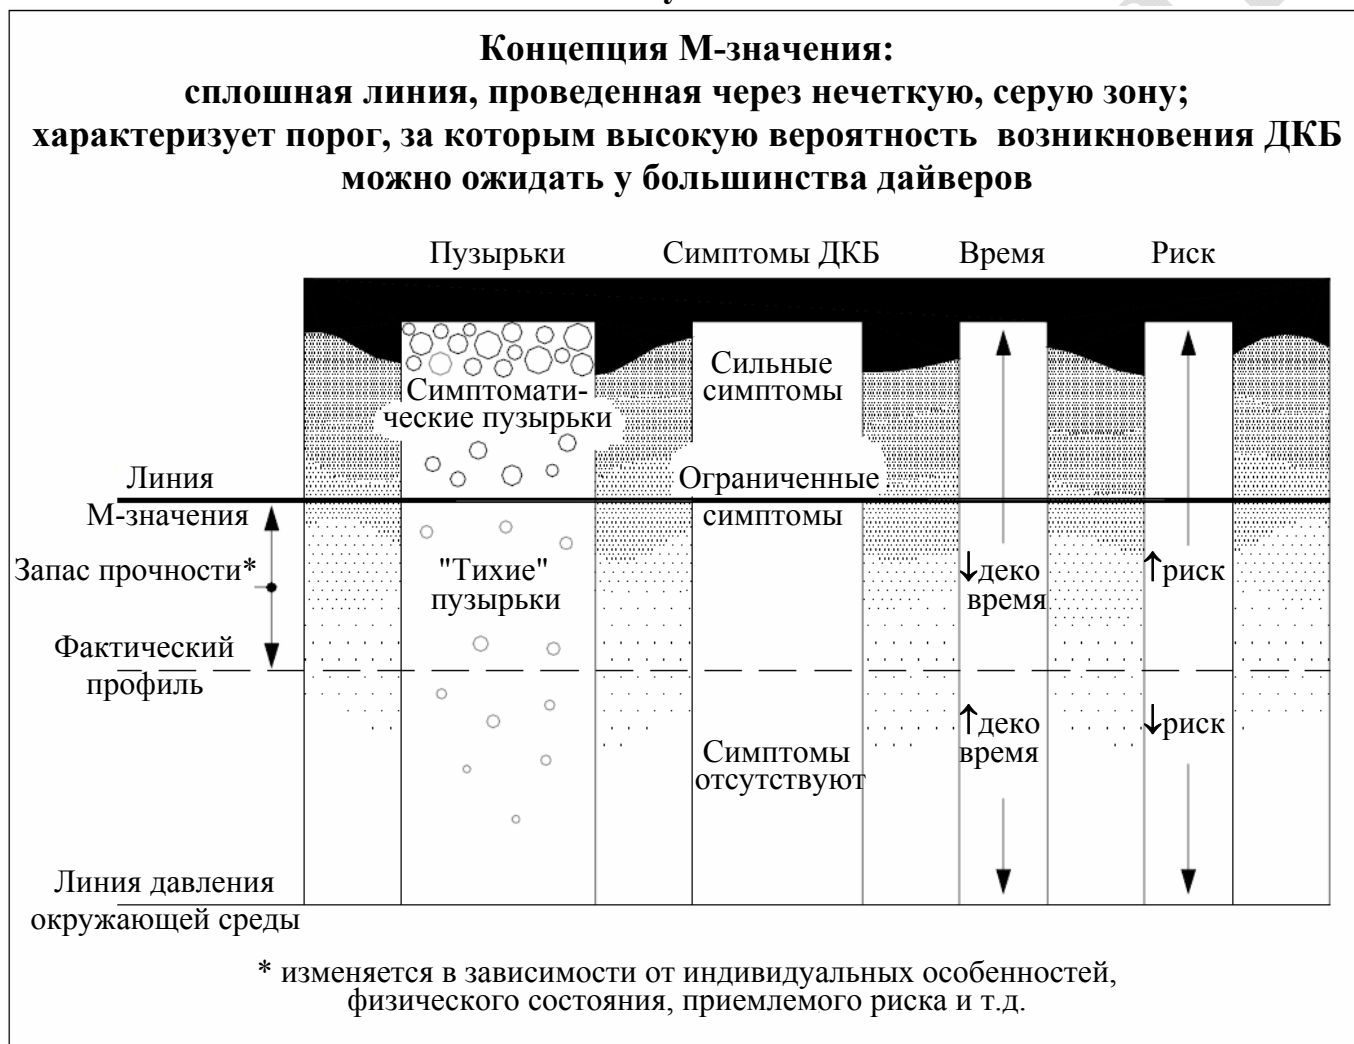 Концепция М-значения:
сплошная линия, проведенная через нечеткую, серую зону;
характеризует порог, за которым высокую вероятность возникновения ДКБ
можно ожидать у большинства дайверов
Пузырьки
Симптомы ДКБ
Время
Риск
Симптомати-
ческие пузырьки
Сильные
симптомы
Линия
М-значения
Ограниченные
симптомы
Запас прочности*
"Тихие"
пузырьки
↓деко
время
↑риск
Фактический
профиль
↑деко
время
↓риск
Симптомы
отсутствуют
Линия давления
окружающей среды
* изменяется в зависимости от индивидуальных особенностей,
физического состояния, приемлемого риска и т.д.